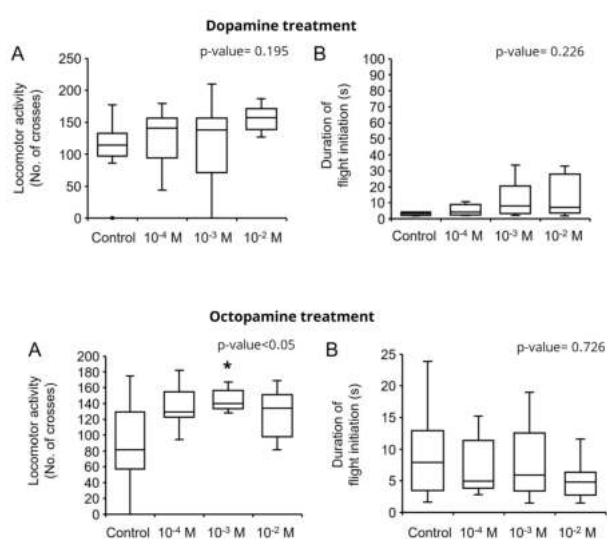 Dopamine treatment
A
p-value= 0.195
Locomotor activity
(No. of crosses)
250
200
150
100
50
0
Control 10⁻⁴ M 10⁻³ M 10⁻² M
B
p-value= 0.226
Duration of
flight initiation (s)
100
90
80
70
60
50
40
30
20
10
0
Control 10⁻⁴ M 10⁻³ M 10⁻² M
Octopamine treatment
A
p-value<0.05
*
Locomotor activity
(No. of crosses)
200
180
160
140
120
100
80
60
40
20
0
Control 10⁻⁴ M 10⁻³ M 10⁻² M
B
p-value= 0.726
Duration of
flight initiation (s)
25
20
15
10
5
0
Control 10⁻⁴ M 10⁻³ M 10⁻² M